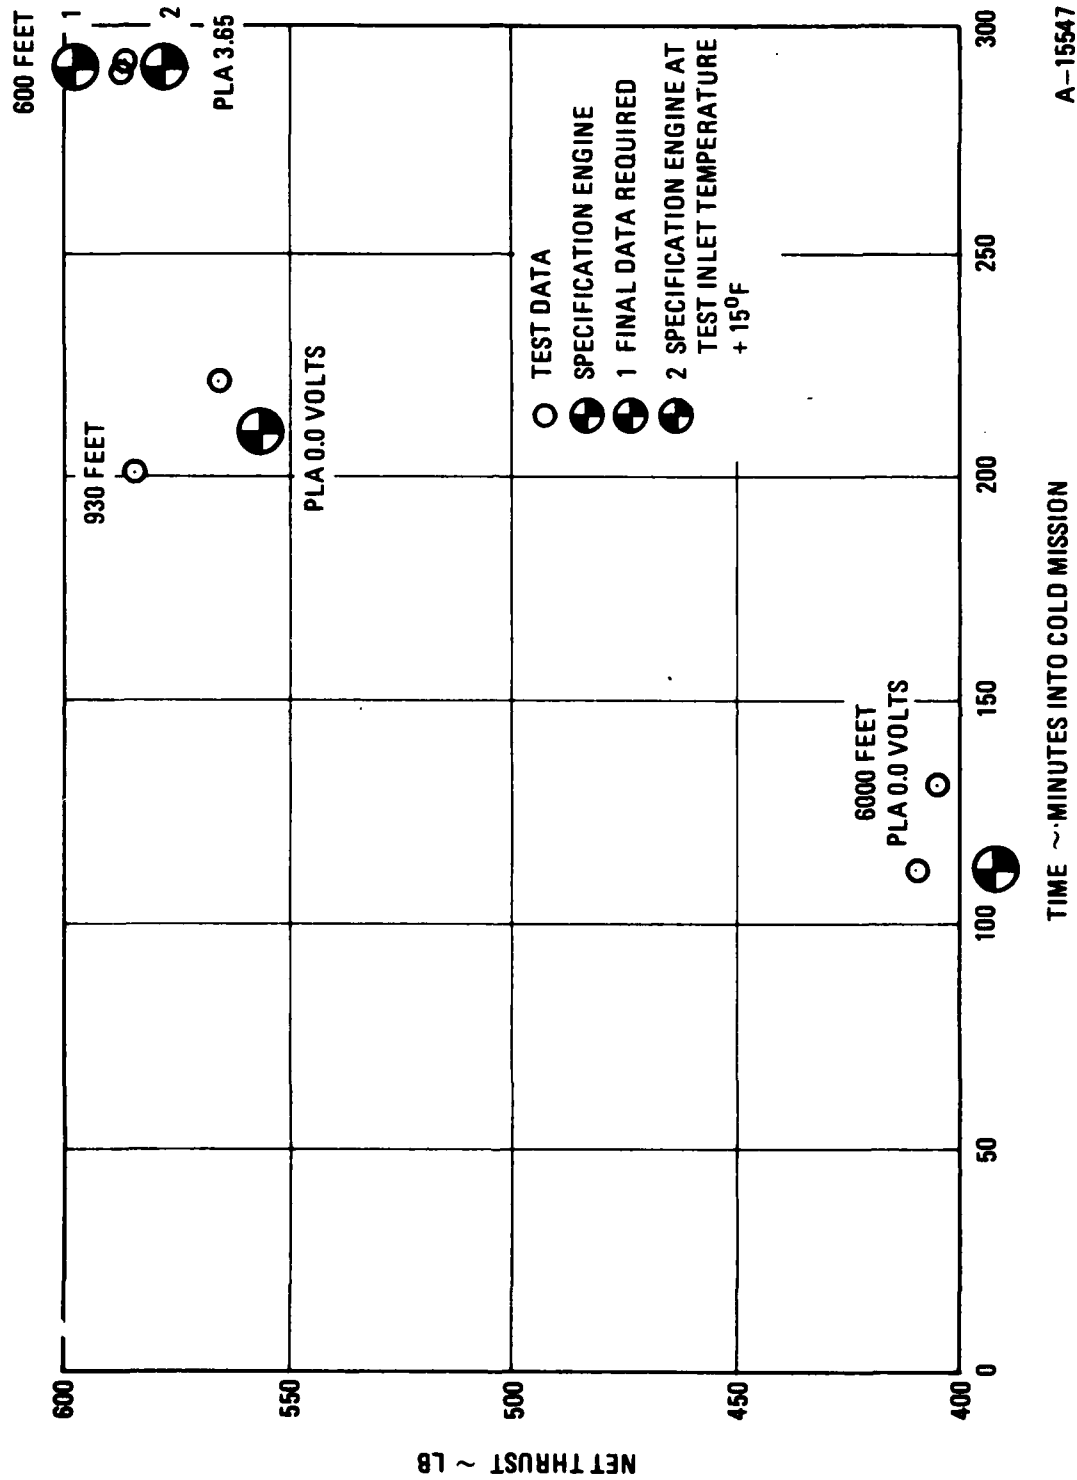 600 FEET
1
2
PLA 3.65
930 FEET
PLA 0.0 VOLTS
6000 FEET
PLA 0.0 VOLTS
TEST DATA
SPECIFICATION ENGINE
1 FINAL DATA REQUIRED
2 SPECIFICATION ENGINE AT
TEST INLET TEMPERATURE
+ 15⁰F
600
550
500
450
400
NET THRUST ~ LB
0
50
100
150
200
250
300
TIME ~ MINUTES INTO COLD MISSION
A-15547